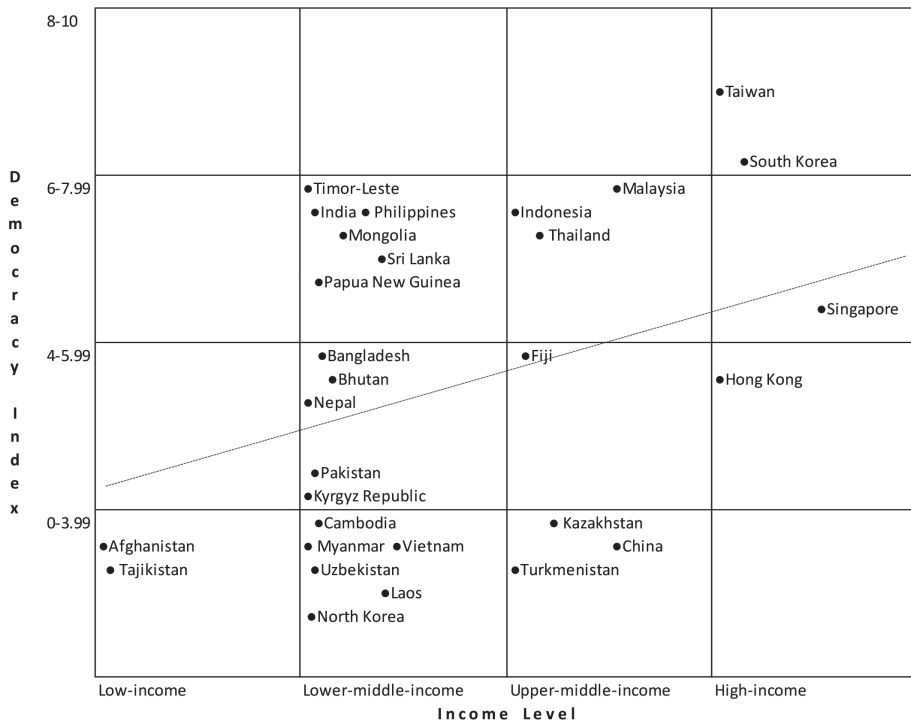 8-10
Taiwan
South Korea
Democracy Index
6-7.99
Timor-Leste
Malaysia
India
Philippines
Indonesia
Mongolia
Thailand
Sri Lanka
Papua New Guinea
Singapore
4-5.99
Bangladesh
Fiji
Bhutan
Hong Kong
Nepal
Pakistan
Kyrgyz Republic
0-3.99
Cambodia
Kazakhstan
Afghanistan
Myanmar
Vietnam
China
Tajikistan
Uzbekistan
Turkmenistan
Laos
North Korea
Low-income
Lower-middle-income
Upper-middle-income
High-income
Income Level